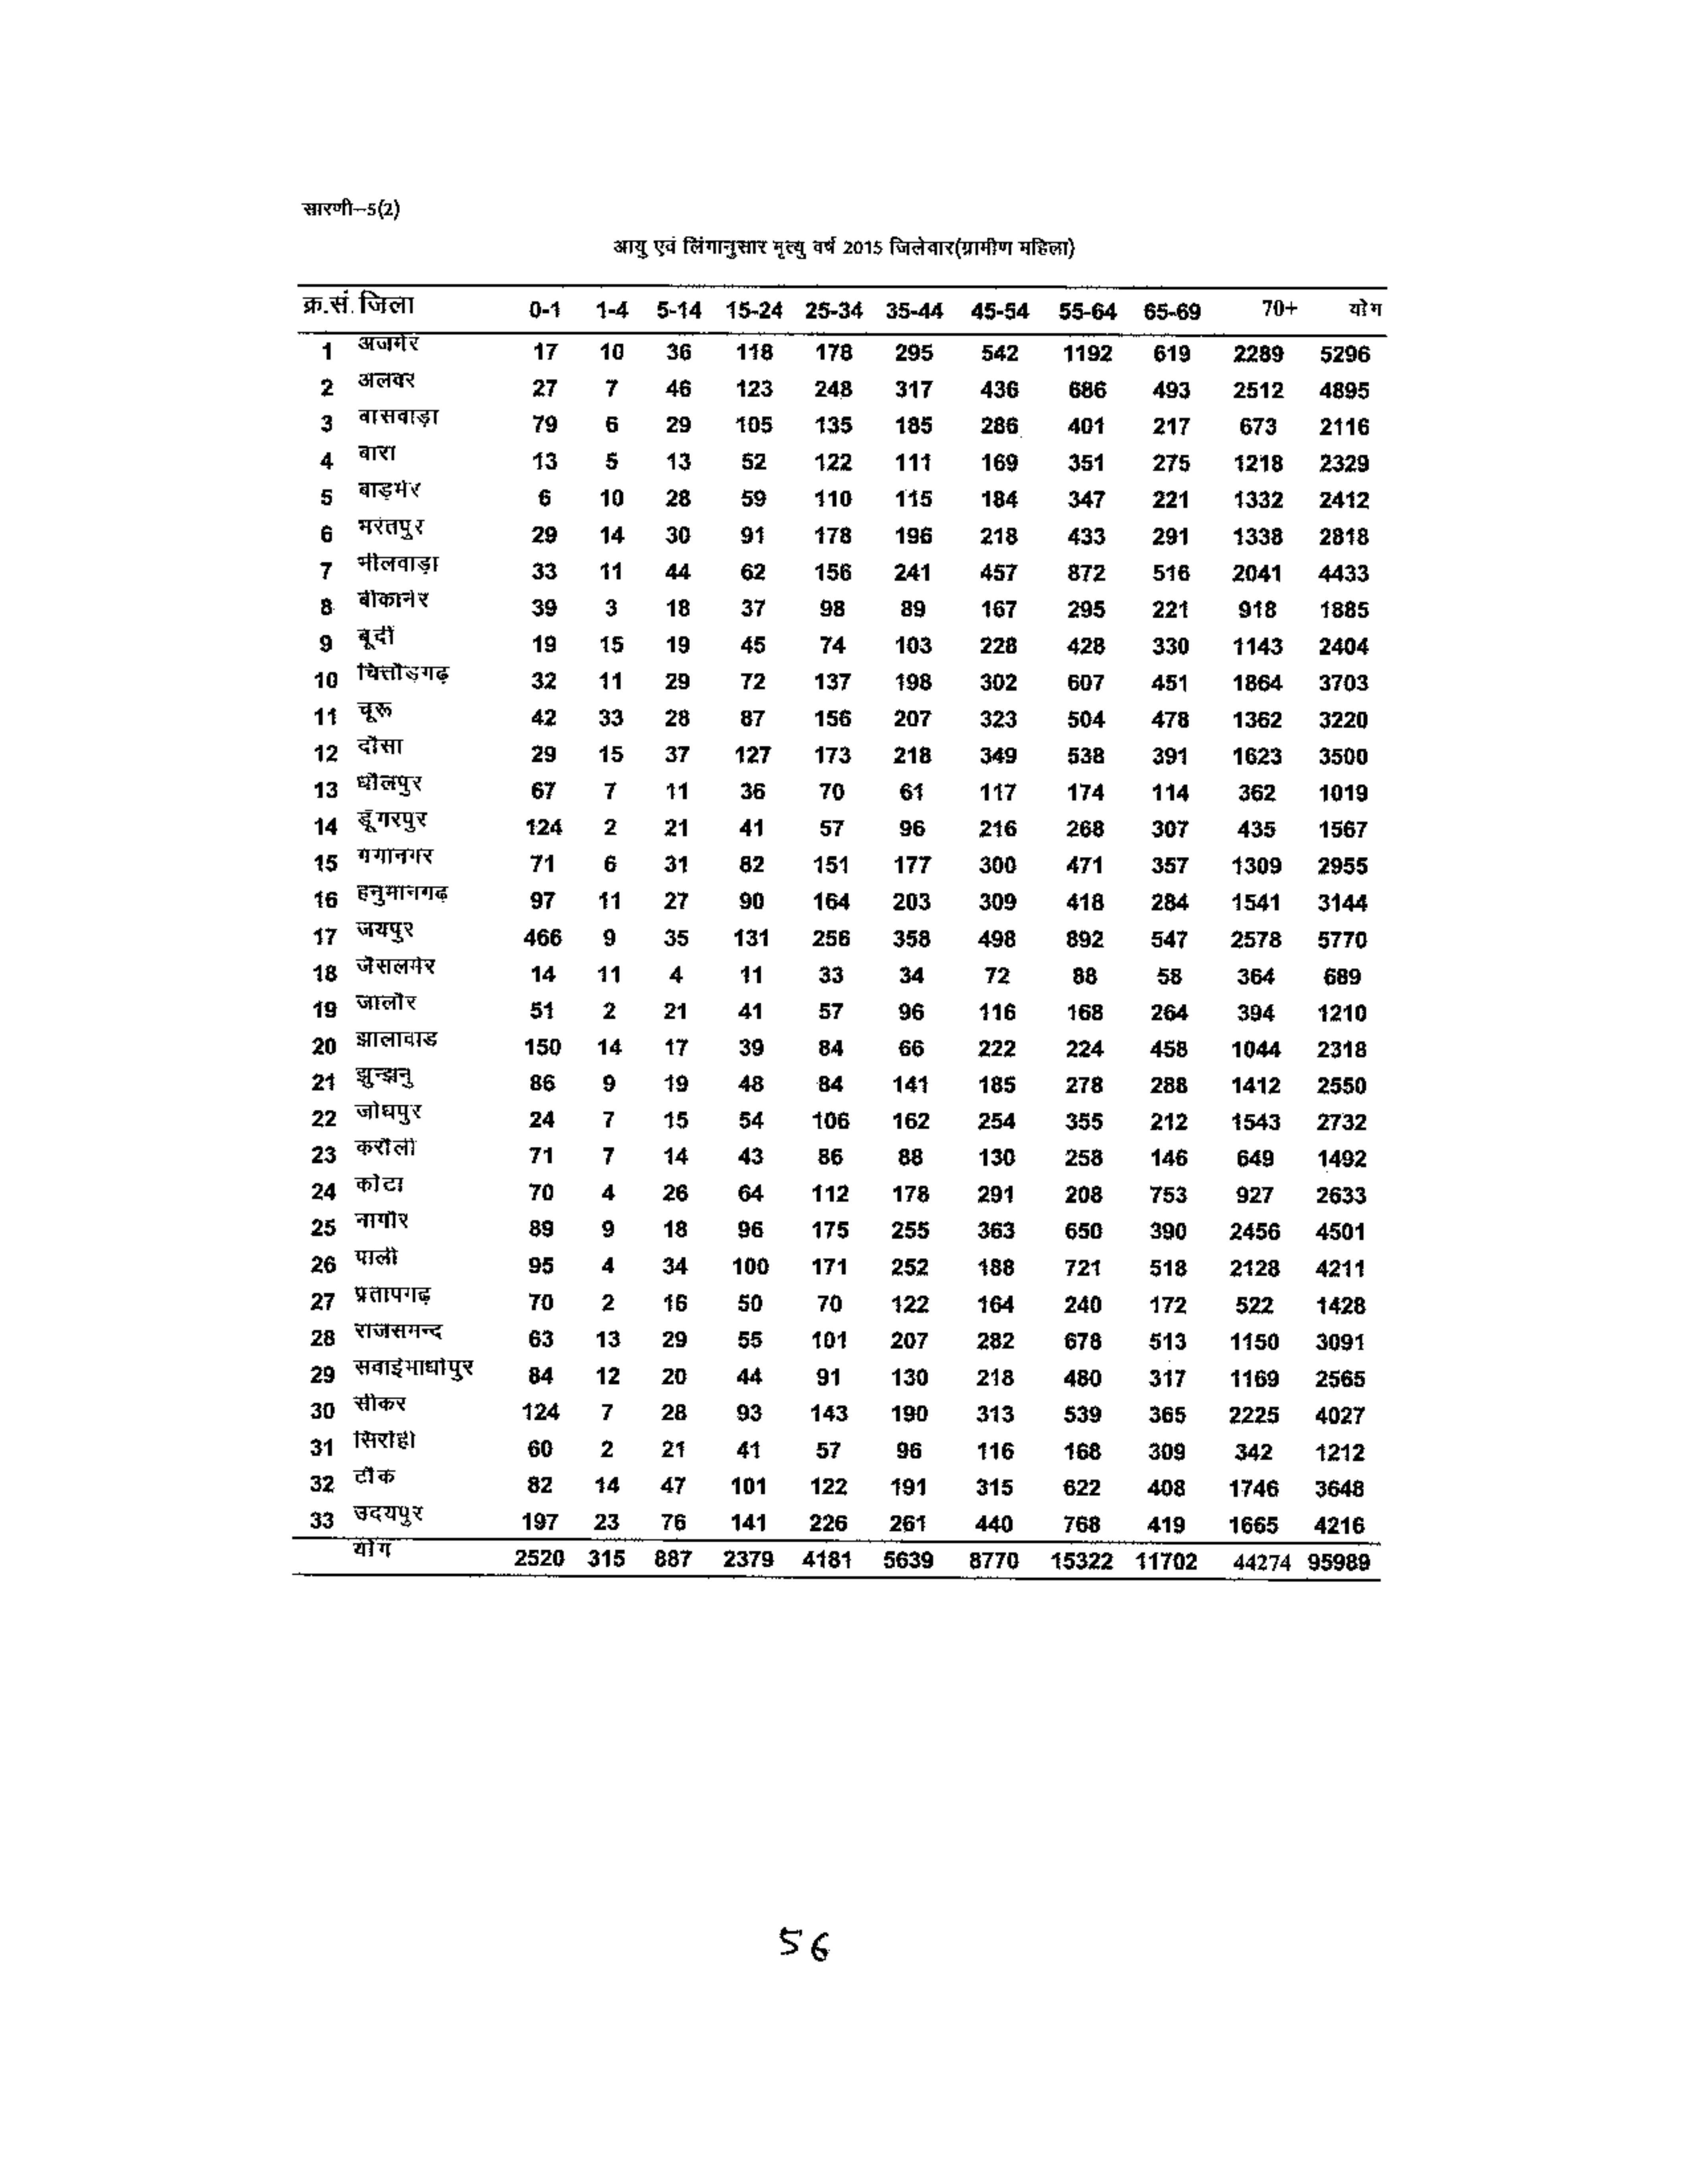 सारणी–5(2)
आयु एवं लिंगानुसार मृत्यु वर्ष 2015 जिलेवार(ग्रामीण महिला)
क्र.सं. जिला 0-1 1-4 5-14 15-24 25-34 35-44 45-54 55-64 65-69 70+ योग
1 अजमेर 17 10 36 118 178 295 542 1192 619 2289 5296
2 अलवर 27 7 46 123 248 317 436 686 493 2512 4895
3 बासवाड़ा 79 6 29 105 135 185 286 401 217 673 2116
4 बारा 13 5 13 52 122 111 169 351 275 1218 2329
5 बाड़मेर 6 10 28 59 110 115 184 347 221 1332 2412
6 भरतपुर 29 14 30 91 178 196 218 433 291 1338 2818
7 भीलवाड़ा 33 11 44 62 156 241 457 872 516 2041 4433
8 बीकानेर 39 3 18 37 98 89 167 295 221 918 1885
9 बूदीं 19 15 19 45 74 103 228 428 330 1143 2404
10 चित्तौड़गढ़ 32 11 29 72 137 198 302 607 451 1864 3703
11 चूरू 42 33 28 87 156 207 323 504 478 1362 3220
12 दौसा 29 15 37 127 173 218 349 538 391 1623 3500
13 धौलपुर 67 7 11 36 70 61 117 174 114 362 1019
14 डूँगरपुर 124 2 21 41 57 96 216 268 307 435 1567
15 गंगानगर 71 6 31 82 151 177 300 471 357 1309 2955
16 हनुमानगढ़ 97 11 27 90 164 203 309 418 284 1541 3144
17 जयपुर 466 9 35 131 256 358 498 892 547 2578 5770
18 जैसलमेर 14 11 4 11 33 34 72 88 58 364 689
19 जालौर 51 2 21 41 57 96 116 168 264 394 1210
20 झालावाड 150 14 17 39 84 66 222 224 458 1044 2318
21 झुन्झनु 86 9 19 48 84 141 185 278 288 1412 2550
22 जोधपुर 24 7 15 54 106 162 254 355 212 1543 2732
23 करौली 71 7 14 43 86 88 130 258 146 649 1492
24 कोटा 70 4 26 64 112 178 291 208 753 927 2633
25 नागौर 89 9 18 96 175 255 363 650 390 2456 4501
26 पाली 95 4 34 100 171 252 188 721 518 2128 4211
27 प्रतापगढ़ 70 2 16 50 70 122 164 240 172 522 1428
28 राजसमन्द 63 13 29 55 101 207 282 678 513 1150 3091
29 सवाईमाधोपुर 84 12 20 44 91 130 218 480 317 1169 2565
30 सीकर 124 7 28 93 143 190 313 539 365 2225 4027
31 सिरोही 60 2 21 41 57 96 116 168 309 342 1212
32 टौंक 82 14 47 101 122 191 315 622 408 1746 3648
33 उदयपुर 197 23 76 141 226 261 440 768 419 1665 4216
योग 2520 315 887 2379 4181 5639 8770 15322 11702 44274 95989
56